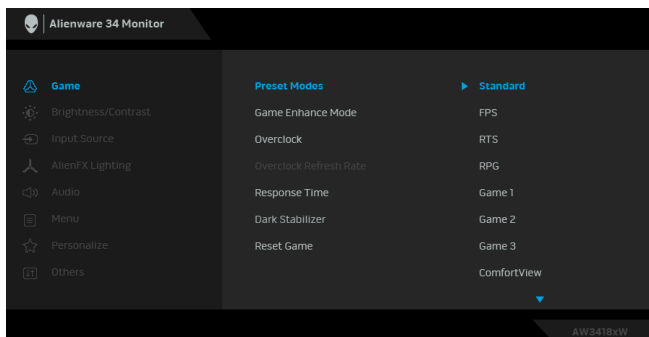 Alienware 34 Monitor
Game Preset Modes Standard
Brightness/Contrast Game Enhance Mode FPS
Input Source Overclock RTS
AlienFX Lighting Overclock Refresh Rate RPG
Audio Response Time Game 1
Menu Dark Stabilizer Game 2
Personalize Reset Game Game 3
Others ComfortView
AW3418xW